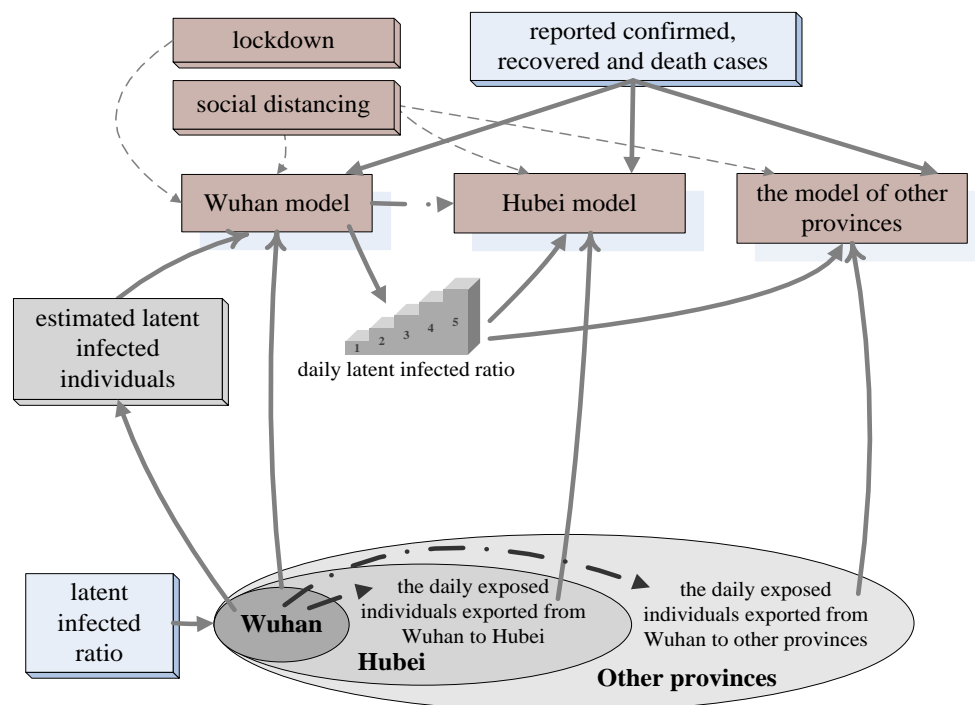 lockdown
reported confirmed,
recovered and death cases
social distancing
Wuhan model
Hubei model
the model of other
provinces
estimated latent
infected
individuals
1 2 3 4 5
daily latent infected ratio
latent
infected
ratio
Wuhan
the daily exposed
individuals exported from
Wuhan to Hubei
Hubei
the daily exposed
individuals exported from
Wuhan to other provinces
Other provinces